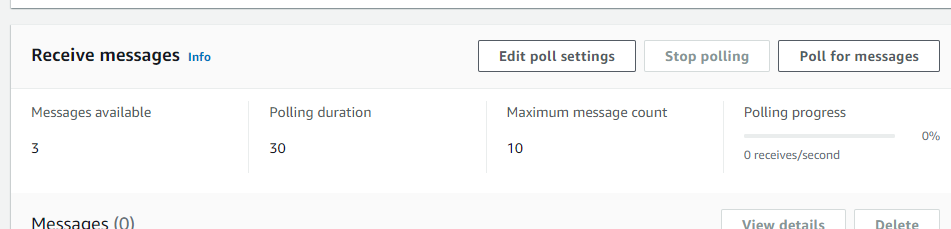 Receive messages Info Edit poll settings Stop polling Poll for messages
Messages available Polling duration Maximum message count Polling progress
3 30 10 0%
0 receives/second
Messages (0) View details Delete